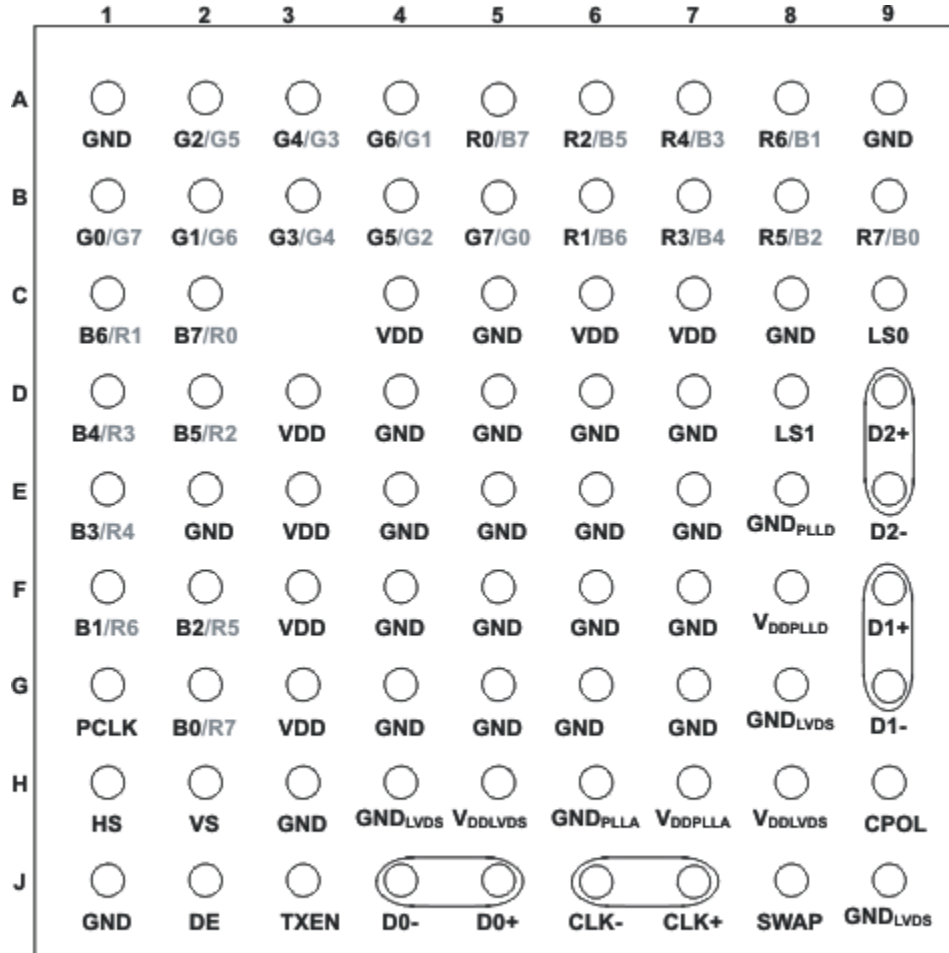 1 2 3 4 5 6 7 8 9
A
GND G2/G5 G4/G3 G6/G1 R0/B7 R2/B5 R4/B3 R6/B1 GND
B
G0/G7 G1/G6 G3/G4 G5/G2 G7/G0 R1/B6 R3/B4 R5/B2 R7/B0
C
B6/R1 B7/R0 VDD GND VDD VDD GND LS0
D
B4/R3 B5/R2 VDD GND GND GND GND LS1 D2+
E
B3/R4 GND VDD GND GND GND GND GNDPLLD D2-
F
B1/R6 B2/R5 VDD GND GND GND GND VDDPLLD D1+
G
PCLK B0/R7 VDD GND GND GND GND GNDLVDS D1-
H
HS VS GND GNDLVDS VDDLVDS GNDPLLA VDDPLLA VDDLVDS CPOL
J
GND DE TXEN D0- D0+ CLK- CLK+ SWAP GNDLVDS